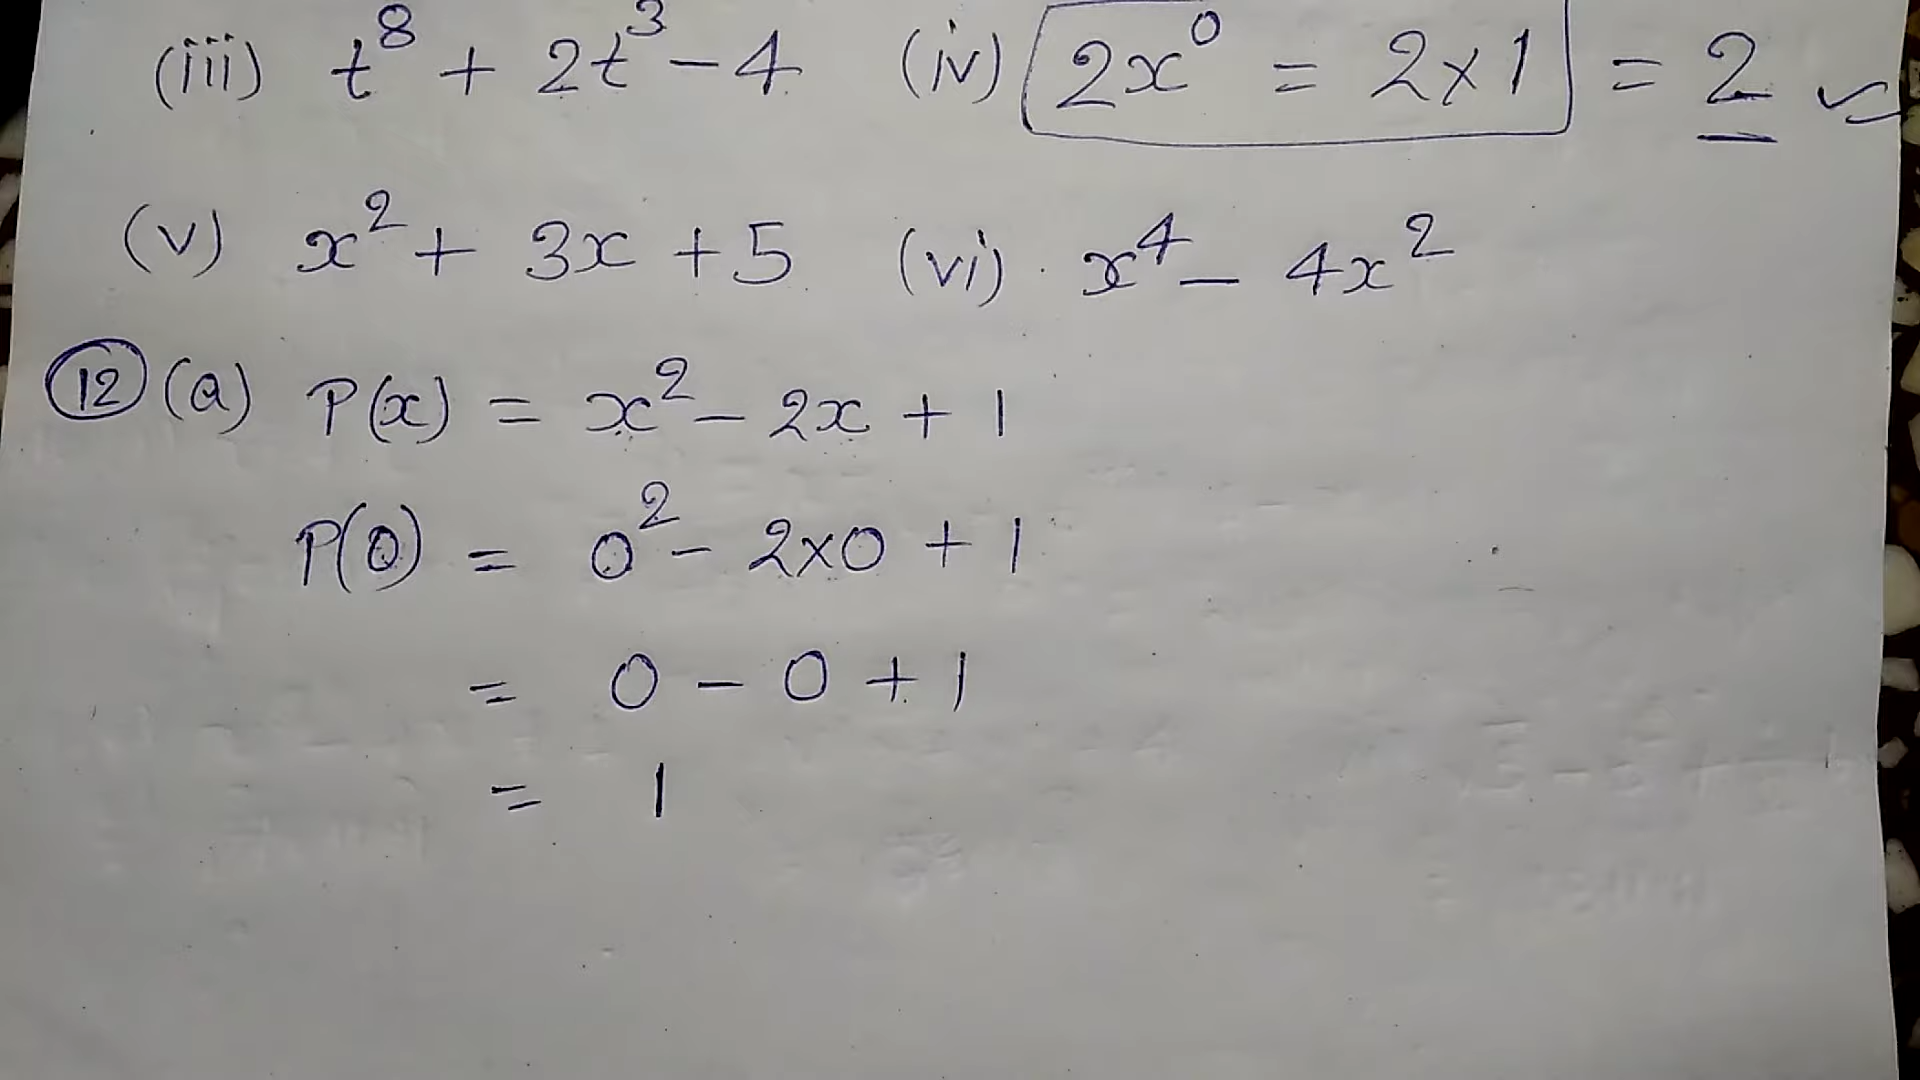 (iii) t⁸ + 2t³ - 4 (iv) 2x⁰ = 2×1 = 2
(v) x² + 3x + 5 (vi) x⁴ - 4x²
12 (a) P(x) = x² - 2x + 1
P(0) = 0² - 2×0 + 1
= 0 - 0 + 1
= 1